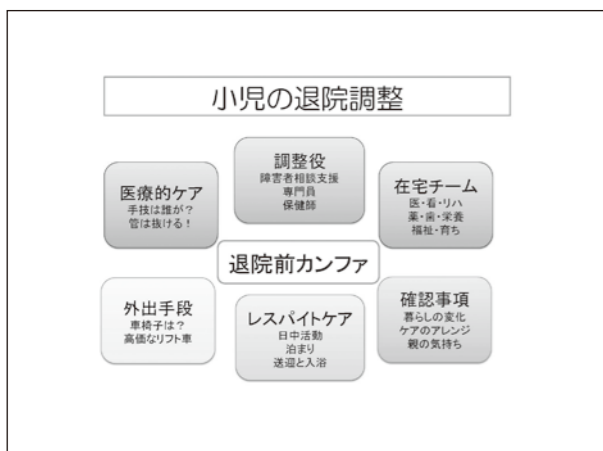 小児の退院調整
医療的ケア
手技は誰が？
管は抜ける！
調整役
障害者相談支援
専門員
保健師
在宅チーム
医・看・リハ
薬・歯・栄養
福祉・育ち
退院前カンファ
外出手段
車椅子は？
高価なリフト車
レスパイトケア
日中活動
泊まり
送迎と入浴
確認事項
暮らしの変化
ケアのアレンジ
親の気持ち